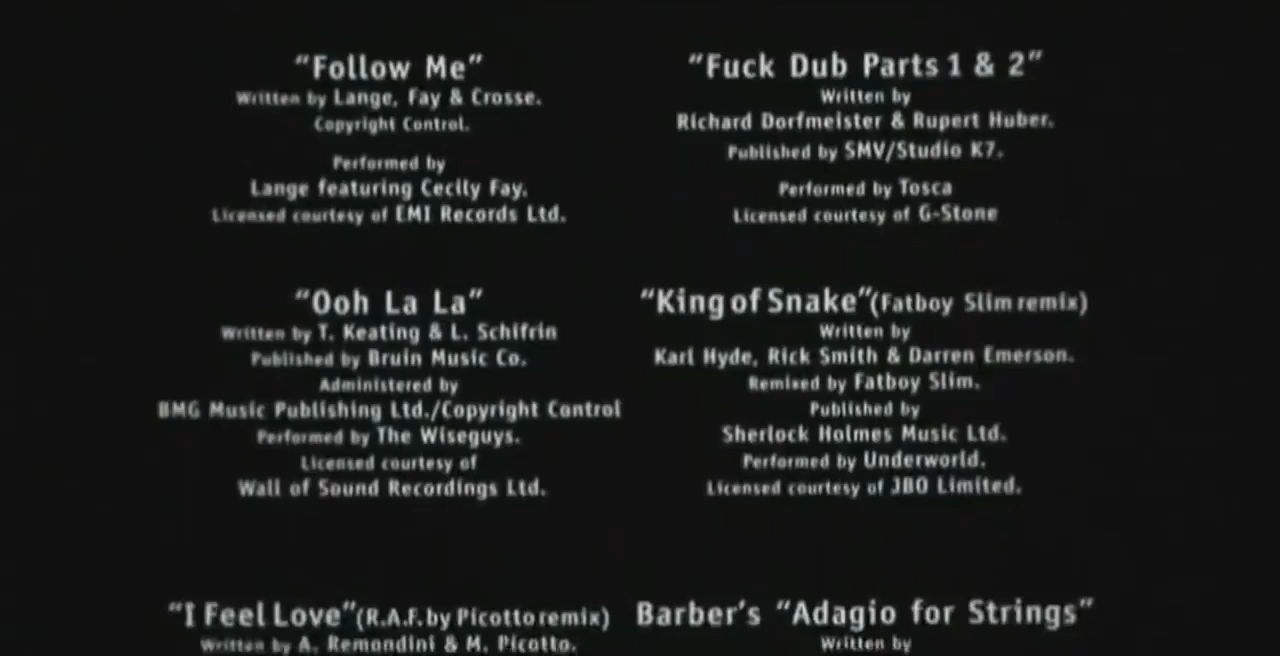 “Follow Me”
Written by Lange, Fay & Crosse.
Copyright Control.
Performed by
Lange featuring Cecily Fay.
Licensed courtesy of EMI Records Ltd.
“Fuck Dub Parts 1 & 2”
Written by
Richard Dorfmeister & Rupert Huber.
Published by SMV/Studio K7.
Performed by Tosca
Licensed courtesy of G-Stone
“Ooh La La”
Written by T. Keating & L. Schifrin
Published by Bruin Music Co.
Administered by
BMG Music Publishing Ltd./Copyright Control
Performed by The Wiseguys.
Licensed courtesy of
Wall of Sound Recordings Ltd.
“King of Snake”(Fatboy Slim remix)
Written by
Karl Hyde, Rick Smith & Darren Emerson.
Remixed by Fatboy Slim.
Published by
Sherlock Holmes Music Ltd.
Performed by Underworld.
Licensed courtesy of JBO Limited.
“I Feel Love”(R.A.F. by Picotto remix)
Written by A. Remondini & M. Picotto.
Barber’s “Adagio for Strings”
Written by